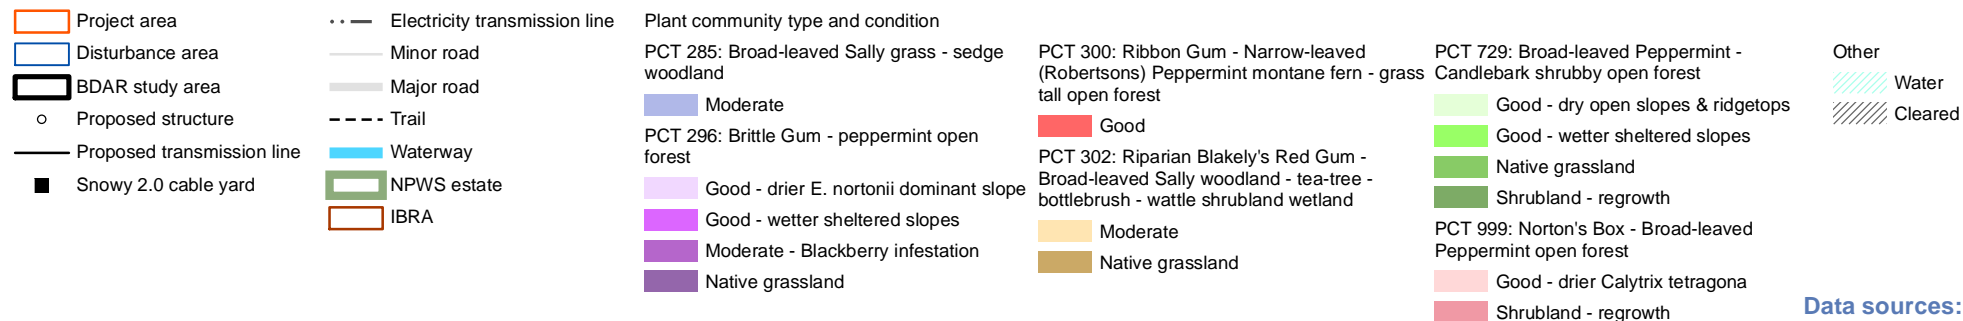 Project area
Disturbance area
BDAR study area
Proposed structure
Proposed transmission line
Snowy 2.0 cable yard
Electricity transmission line
Minor road
Major road
Trail
Waterway
NPWS estate
IBRA
Plant community type and condition
PCT 285: Broad-leaved Sally grass - sedge
woodland
Moderate
PCT 296: Brittle Gum - peppermint open
forest
Good - drier E. nortonii dominant slope
Good - wetter sheltered slopes
Moderate - Blackberry infestation
Native grassland
PCT 300: Ribbon Gum - Narrow-leaved
(Robertsons) Peppermint montane fern - grass
tall open forest
Good
PCT 302: Riparian Blakely's Red Gum -
Broad-leaved Sally woodland - tea-tree -
bottlebrush - wattle shrubland wetland
Moderate
Native grassland
PCT 729: Broad-leaved Peppermint -
Candlebark shrubby open forest
Good - dry open slopes & ridgetops
Good - wetter sheltered slopes
Native grassland
Shrubland - regrowth
PCT 999: Norton's Box - Broad-leaved
Peppermint open forest
Good - drier Calytrix tetragona
Shrubland - regrowth
Other
Water
Cleared
Data sources: